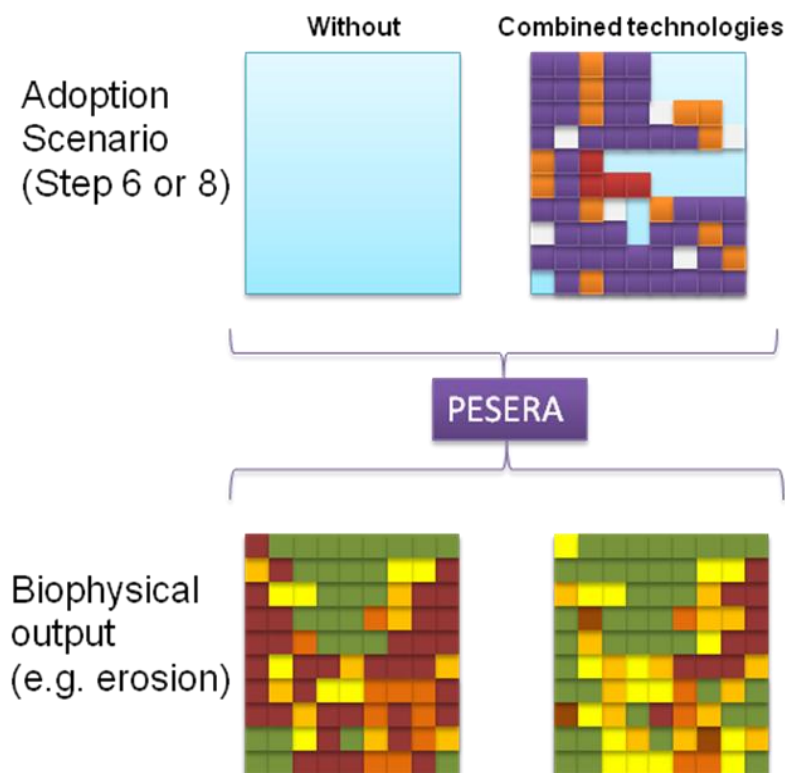 Without
Combined technologies
Adoption
Scenario
(Step 6 or 8)
PESERA
Biophysical
output
(e.g. erosion)